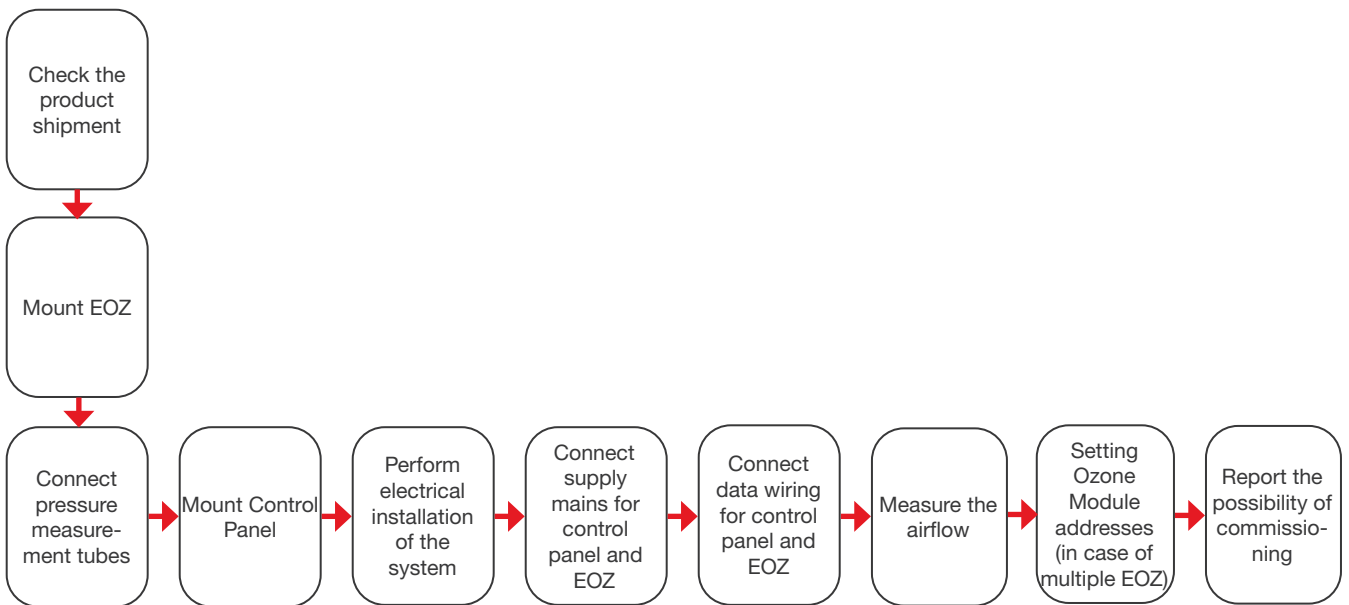 Check the
product
shipment
Mount EOZ
Connect
pressure
measure-
ment tubes
Mount Control
Panel
Perform
electrical
installation
of the
system
Connect
supply
mains for
control
panel and
EOZ
Connect
data wiring
for control
panel and
EOZ
Measure the
airflow
Setting
Ozone
Module
addresses
(in case of
multiple EOZ)
Report the
possibility of
commissio-
ning